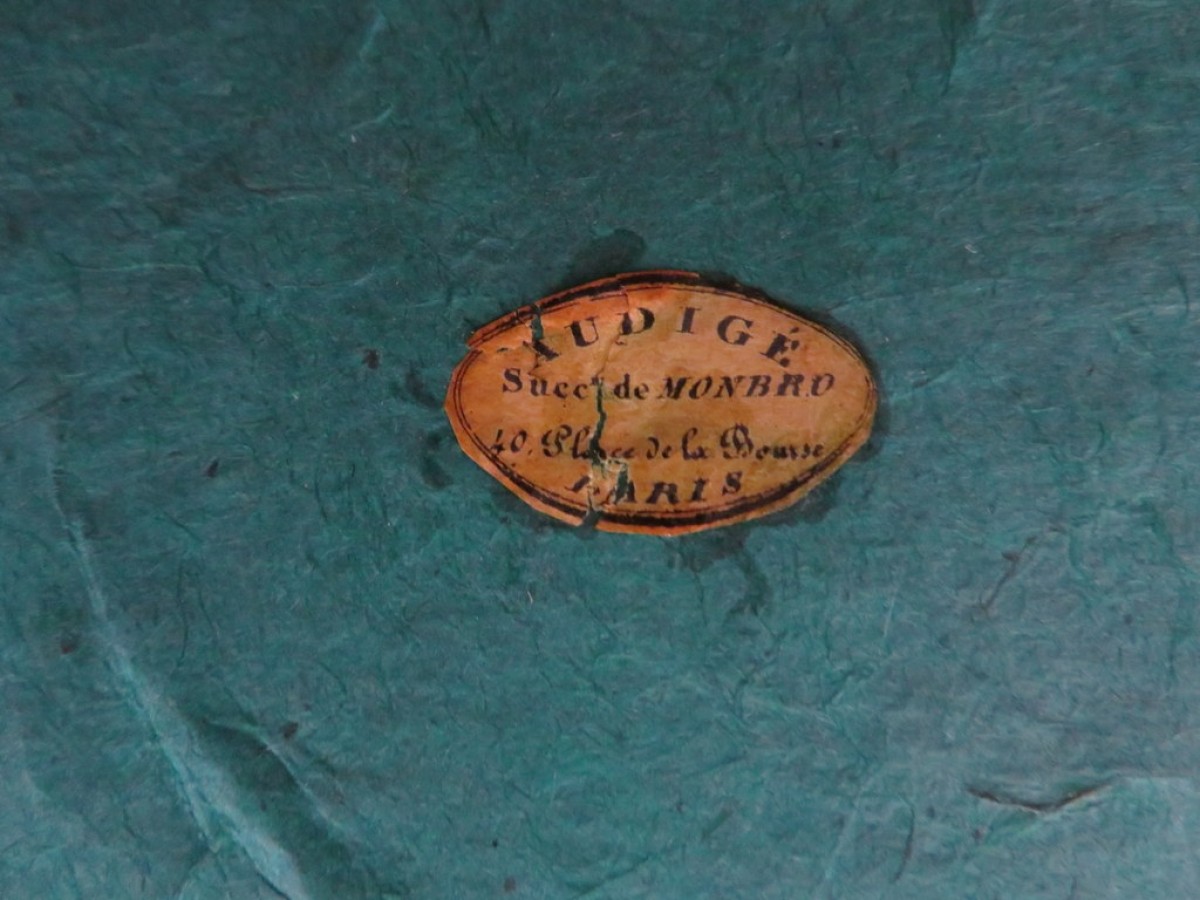 AUDIGÉ
Succr de MONBRO
40, Place de la Bourse
PARIS